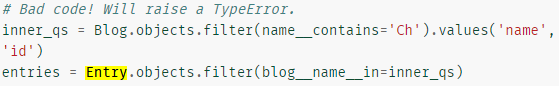 # Bad code! Will raise a TypeError.
inner_qs = Blog.objects.filter(name__contains='Ch').values('name',
'id')
entries = Entry.objects.filter(blog__name__in=inner_qs)